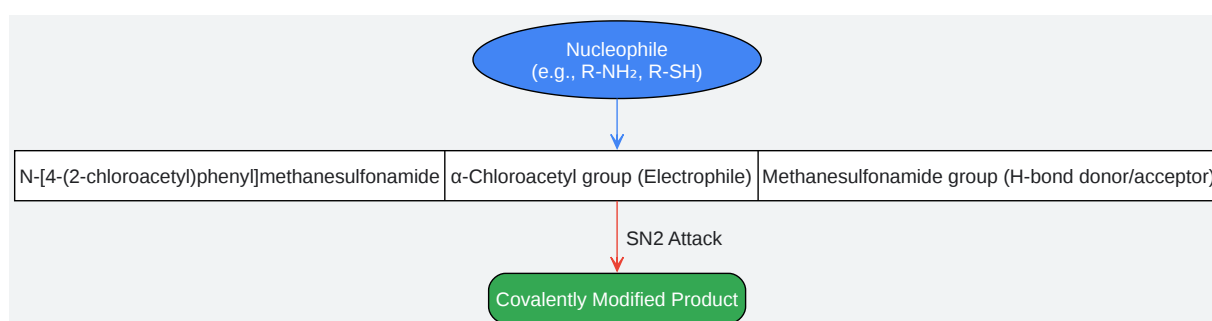 Nucleophile
(e.g., R-NH₂, R-SH)
N-[4-(2-chloroacetyl)phenyl]methanesulfonamide
α-Chloroacetyl group (Electrophile)
Methanesulfonamide group (H-bond donor/acceptor)
SN2 Attack
Covalently Modified Product